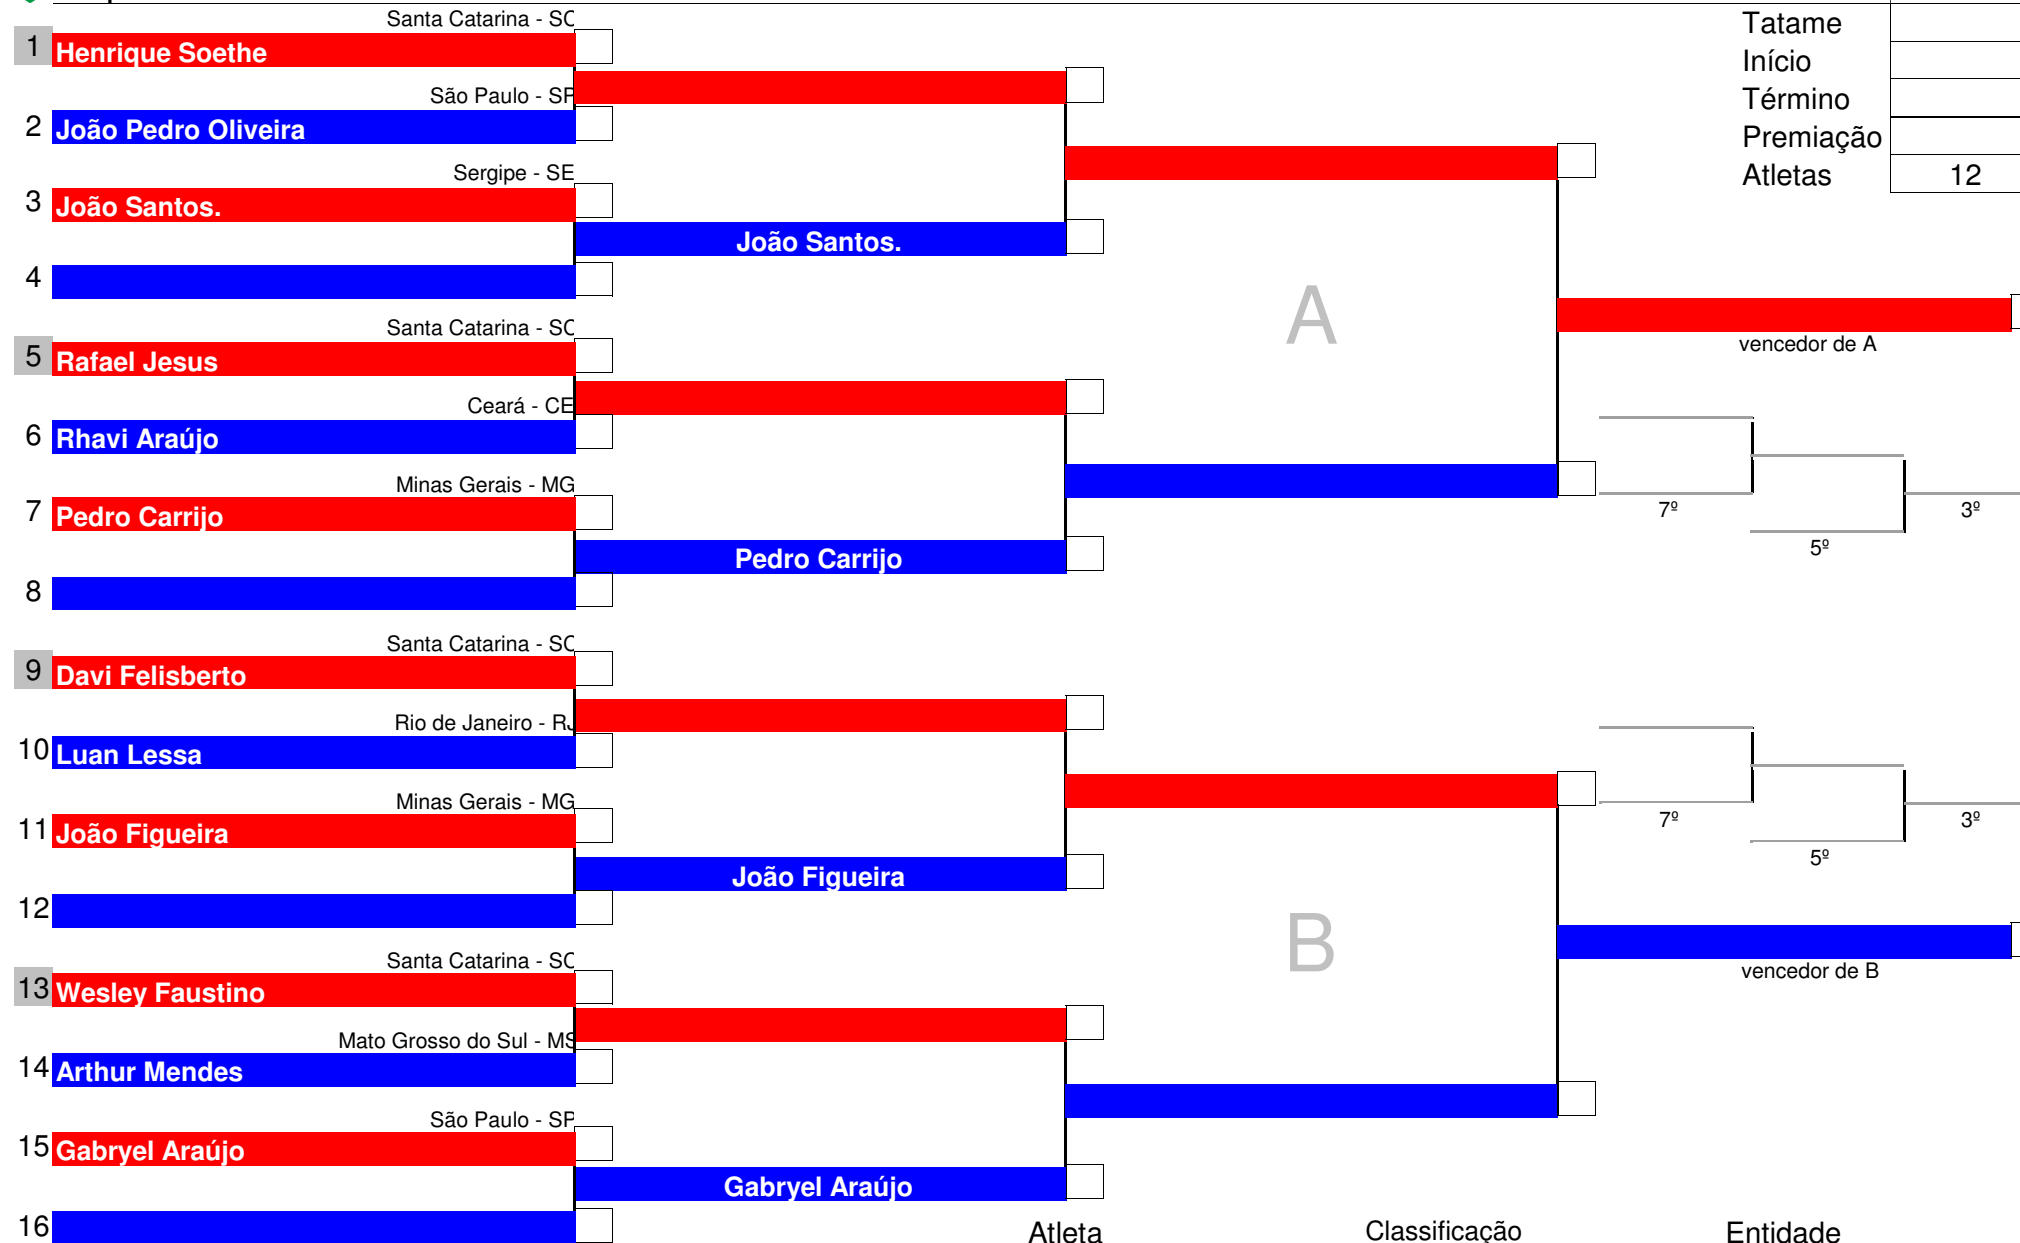 Santa Catarina - SC
1 Henrique Soethe
São Paulo - SP
2 João Pedro Oliveira
Sergipe - SE
3 João Santos.
João Santos.
4
Santa Catarina - SC
5 Rafael Jesus
Ceará - CE
6 Rhavi Araújo
Minas Gerais - MG
7 Pedro Carrijo
Pedro Carrijo
8
Santa Catarina - SC
9 Davi Felisberto
Rio de Janeiro - RJ
10 Luan Lessa
Minas Gerais - MG
11 João Figueira
João Figueira
12
Santa Catarina - SC
13 Wesley Faustino
Mato Grosso do Sul - MS
14 Arthur Mendes
São Paulo - SP
15 Gabryel Araújo
Gabryel Araújo
16
A
B
Tatame
Início
Término
Premiação
Atletas 12
vencedor de A
7º
3º
5º
7º
3º
5º
vencedor de B
Atleta Classificação Entidade